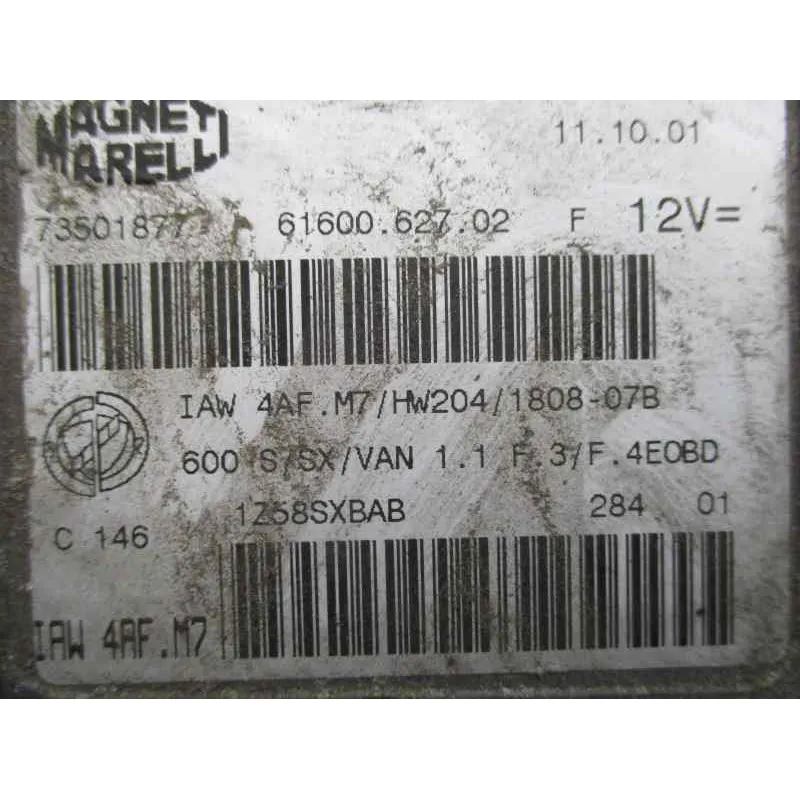 MAGNETI
MARELLI
11.10.01
73501877 61600.627.02 F 12V=
IAW 4AF.M7/HW204/1808-07B
600 S/SX/VAN 1.1 F.3/F.4EOBD
1Z58SXBAB 284 01
C 146
IAW 4AF.M7